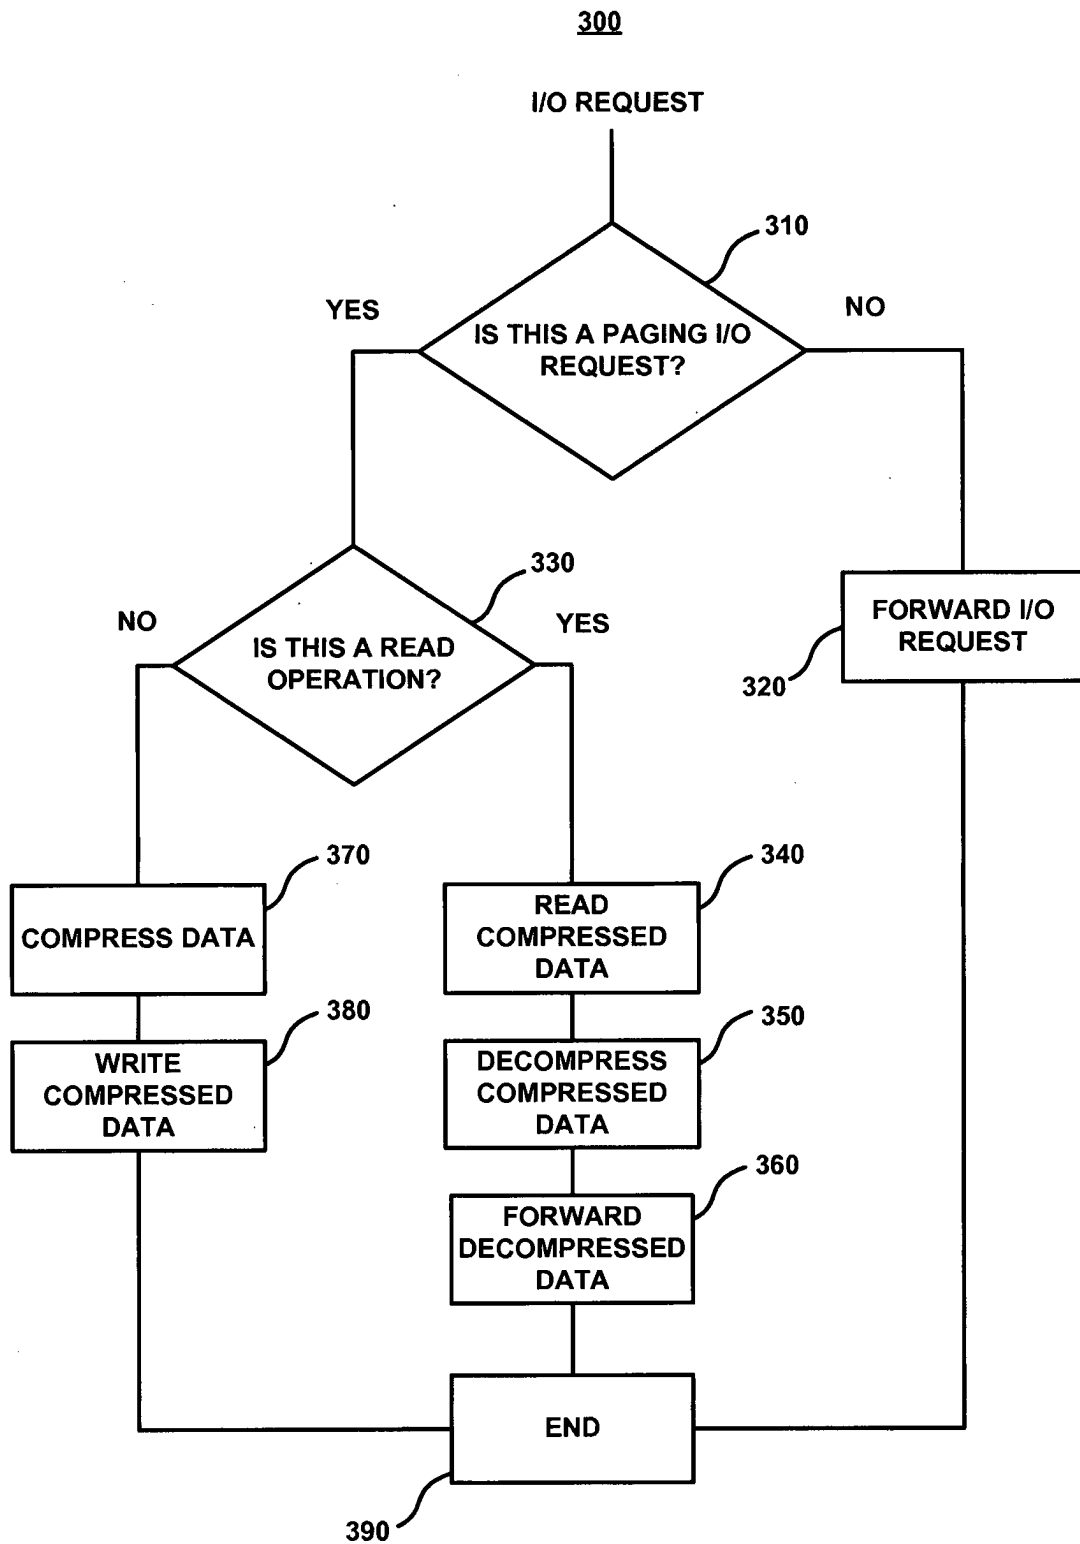 300
I/O REQUEST
310
YES
NO
IS THIS A PAGING I/O
REQUEST?
330
NO
YES
IS THIS A READ
OPERATION?
FORWARD I/O
REQUEST
320
370
340
COMPRESS DATA
READ
COMPRESSED
DATA
380
350
WRITE
COMPRESSED
DATA
DECOMPRESS
COMPRESSED
DATA
360
FORWARD
DECOMPRESSED
DATA
END
390